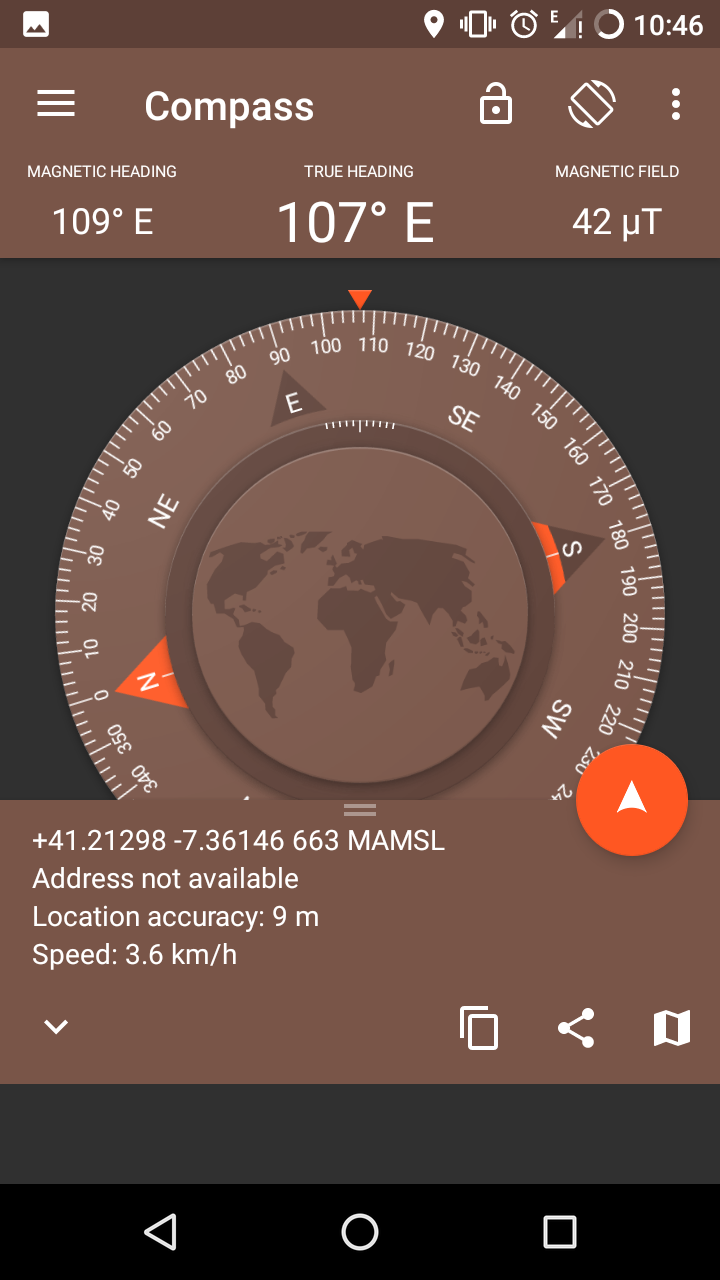 E ! 10:46
Compass
MAGNETIC HEADING TRUE HEADING MAGNETIC FIELD
109° E 107° E 42 µT
0 10 20 30 40 50 60 70 80 90 100 110 120 130 140 150 160 170 180 190 200 210 220 230
340 350
N NE E SE S SW
+41.21298 -7.36146 663 MAMSL
Address not available
Location accuracy: 9 m
Speed: 3.6 km/h